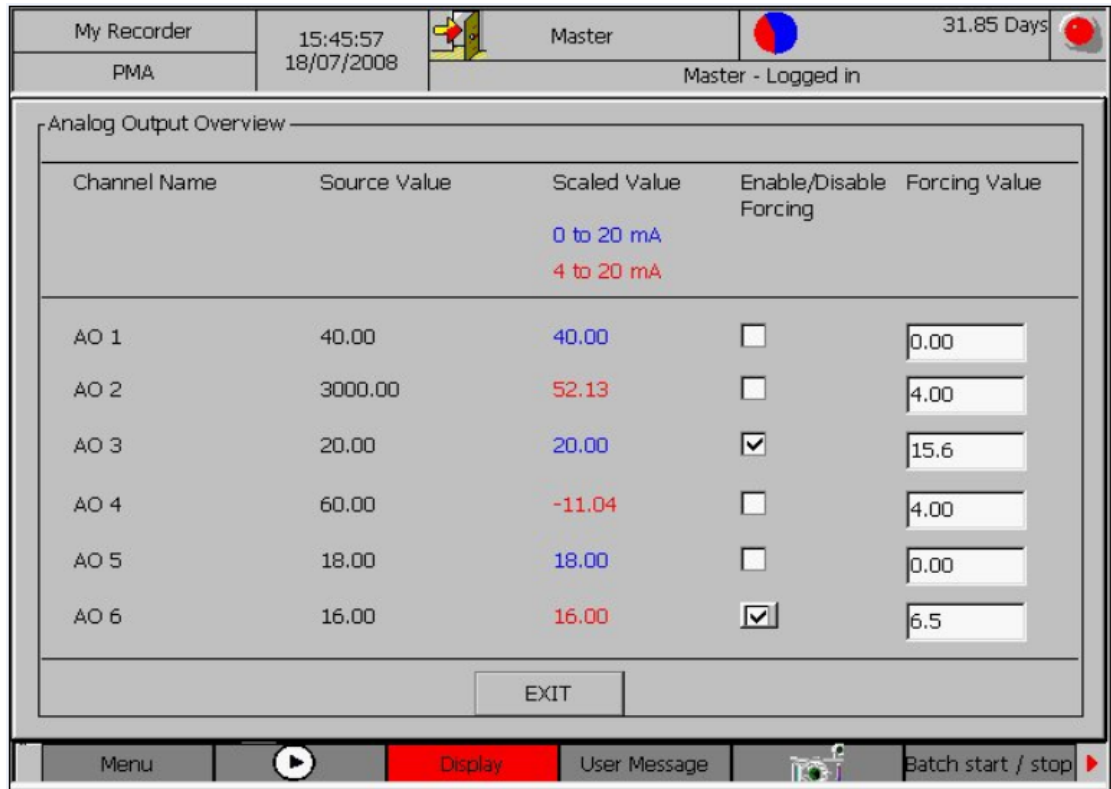 My Recorder
PMA
15:45:57
18/07/2008
Master
31.85 Days
Master - Logged in
Analog Output Overview
Channel Name Source Value Scaled Value Enable/Disable Forcing Value
Forcing
0 to 20 mA
4 to 20 mA
AO 1 40.00 40.00 0.00
AO 2 3000.00 52.13 4.00
AO 3 20.00 20.00 15.6
AO 4 60.00 -11.04 4.00
AO 5 18.00 18.00 0.00
AO 6 16.00 16.00 6.5
EXIT
Menu Display User Message Batch start / stop